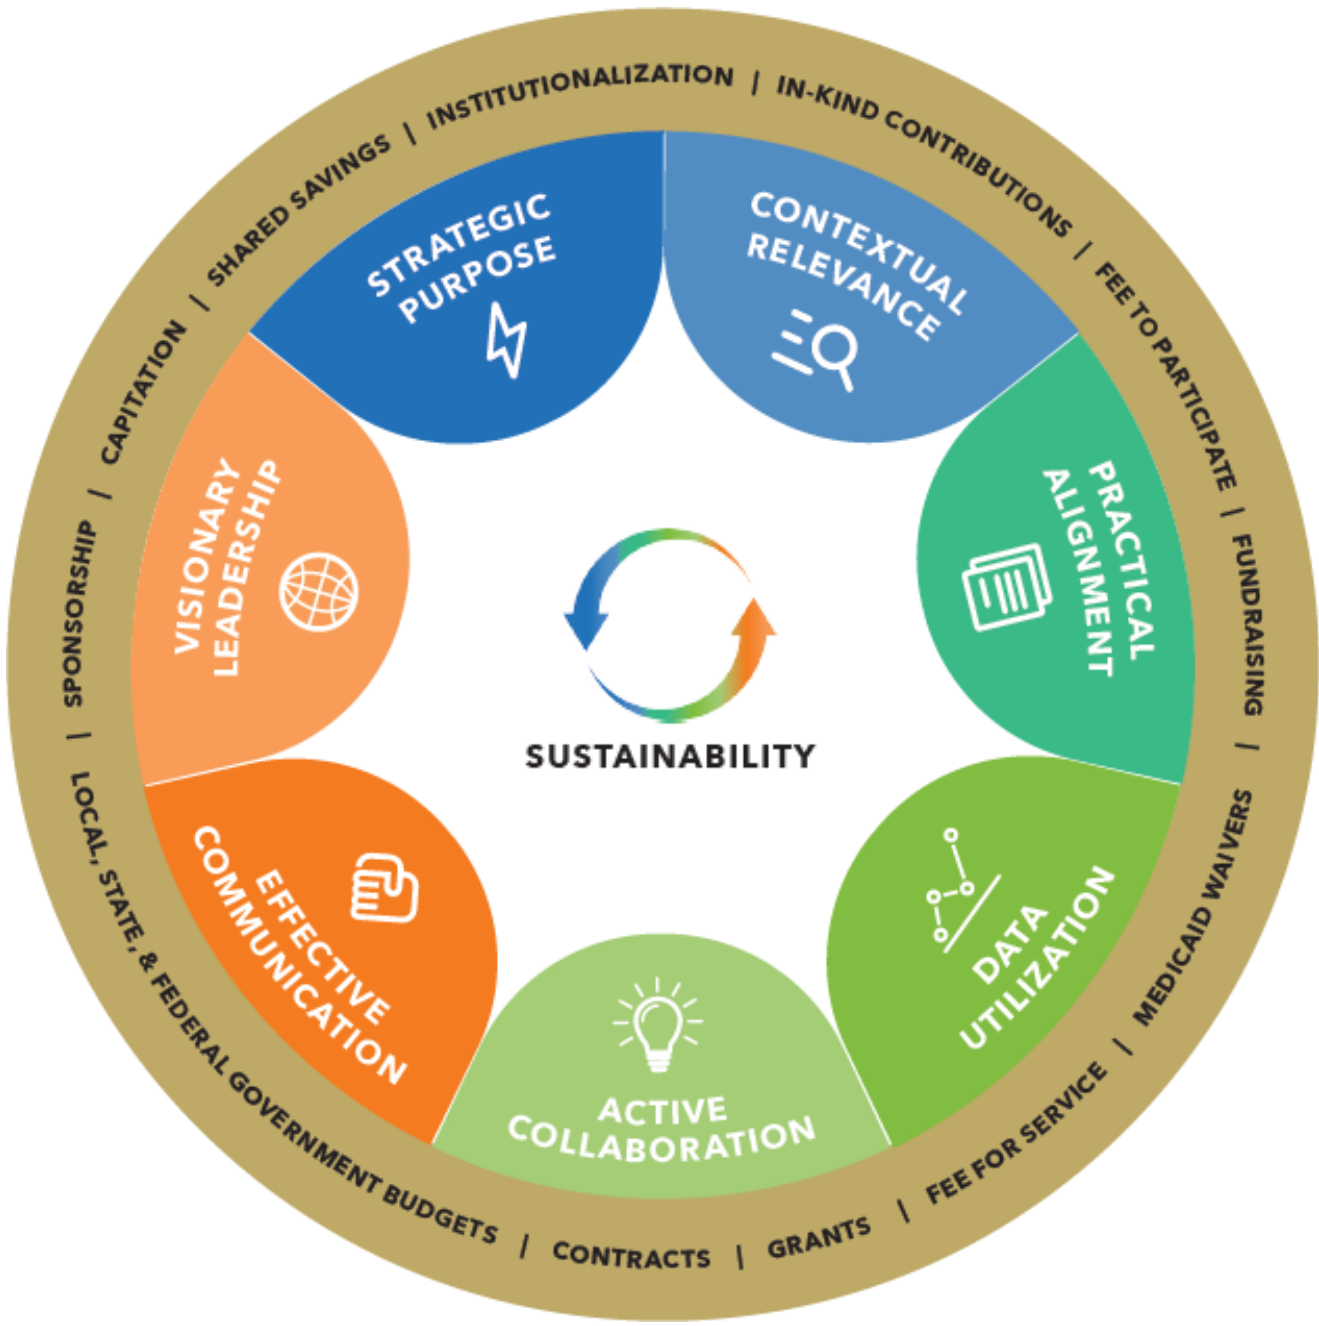 INSTITUTIONALIZATION | IN-KIND CONTRIBUTIONS | FEE TO PARTICIPATE | FUNDRAISING | MEDICAID WAIVERS | FEE FOR SERVICE | GRANTS | CONTRACTS | LOCAL, STATE, & FEDERAL GOVERNMENT BUDGETS | SPONSORSHIP | CAPITATION | SHARED SAVINGS |
STRATEGIC
PURPOSE
CONTEXTUAL
RELEVANCE
PRACTICAL
ALIGNMENT
DATA
UTILIZATION
ACTIVE
COLLABORATION
EFFECTIVE
COMMUNICATION
VISIONARY
LEADERSHIP
SUSTAINABILITY